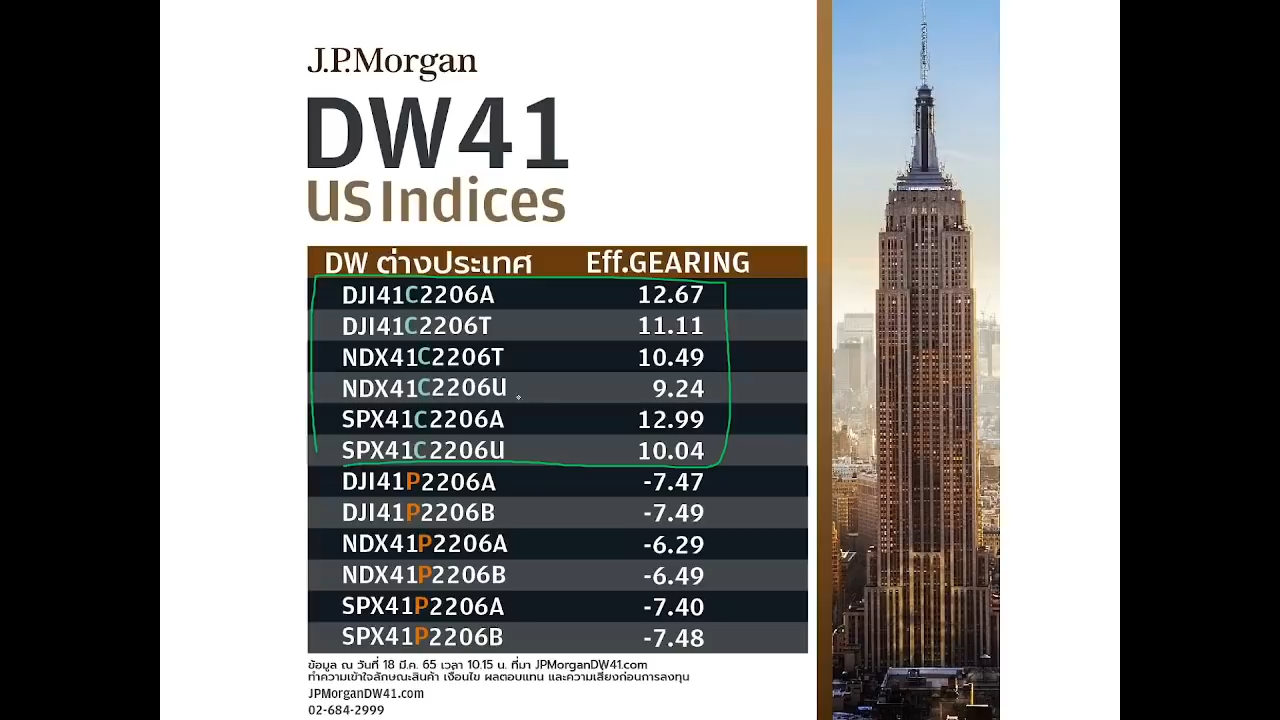 J.P.Morgan
DW41
US Indices
DW ต่างประเทศ Eff.GEARING
DJI41C2206A 12.67
DJI41C2206T 11.11
NDX41C2206T 10.49
NDX41C2206U 9.24
SPX41C2206A 12.99
SPX41C2206U 10.04
DJI41P2206A -7.47
DJI41P2206B -7.49
NDX41P2206A -6.29
NDX41P2206B -6.49
SPX41P2206A -7.40
SPX41P2206B -7.48
ข้อมูล ณ วันที่ 18 มี.ค. 65 เวลา 10.15 น. ที่มา JPMorganDW41.com
ทำความเข้าใจลักษณะสินค้า เงื่อนไข ผลตอบแทน และความเสี่ยงก่อนการลงทุน
JPMorganDW41.com
02-684-2999